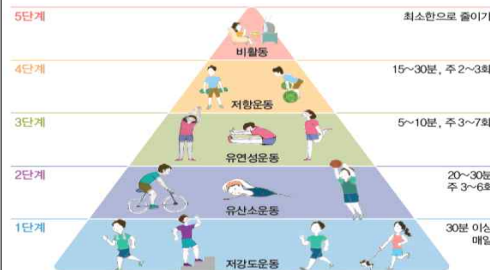 5단계
최소한으로 줄이기
비활동
4단계
15~30분, 주 2~3회
저항운동
3단계
5~10분, 주 3~7회
유연성운동
2단계
20~30분
주 3~6회
유산소운동
1단계
30분 이상
매일
저강도운동